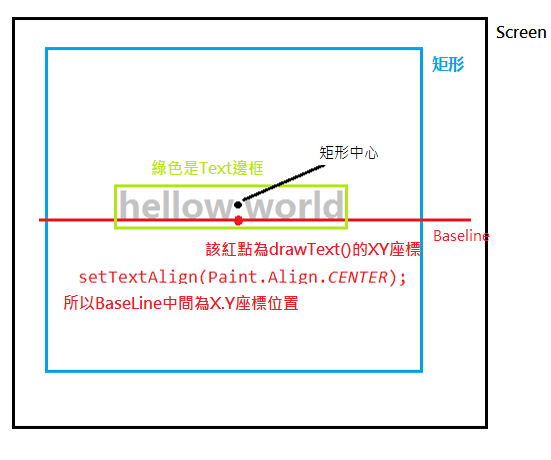 Screen
矩形
矩形中心
綠色是Text邊框
hellow world
Baseline
該紅點為drawText()的XY座標
setTextAlign(Paint.Align.CENTER);
所以BaseLine中間為X.Y座標位置